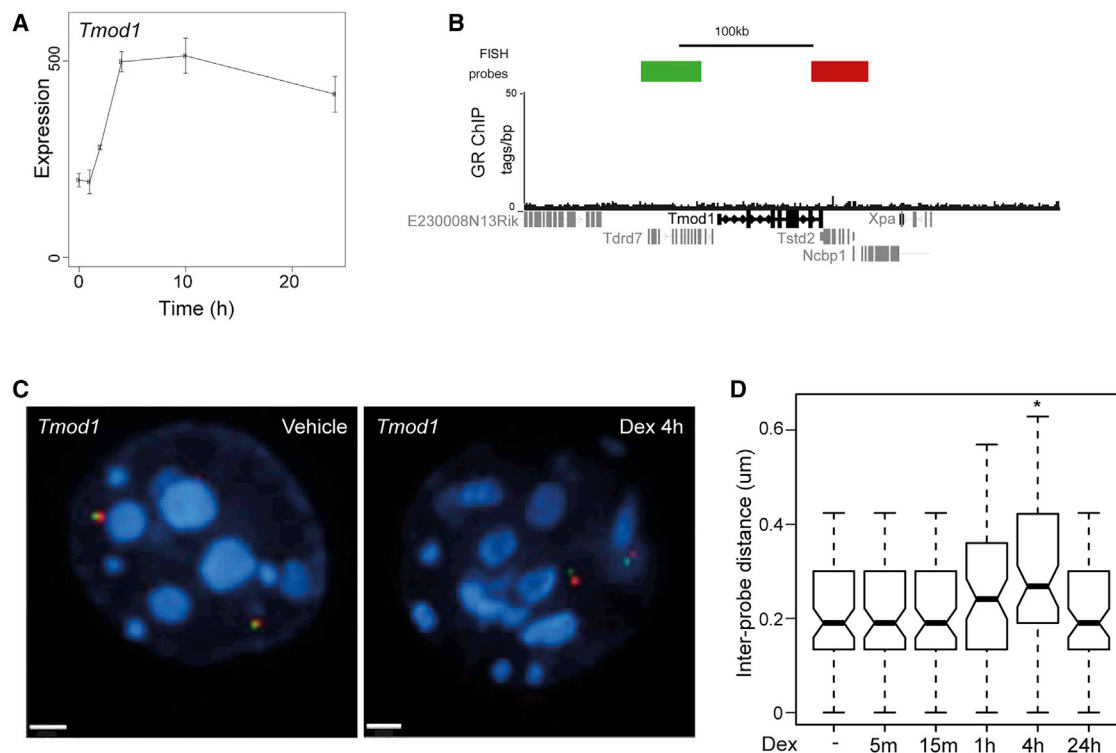 A
Tmod1
500
0
Expression
0
10
20
Time (h)
B
100kb
FISH
probes
50
GR ChIP
tags/bp
0
E230008N13Rik
Tmod1
Xpa
Tdrd7
Tstd2
Ncbp1
C
Tmod1
Vehicle
Tmod1
Dex 4h
D
*
0.6
0.4
0.2
0
Inter-probe distance (um)
Dex - 5m 15m 1h 4h 24h